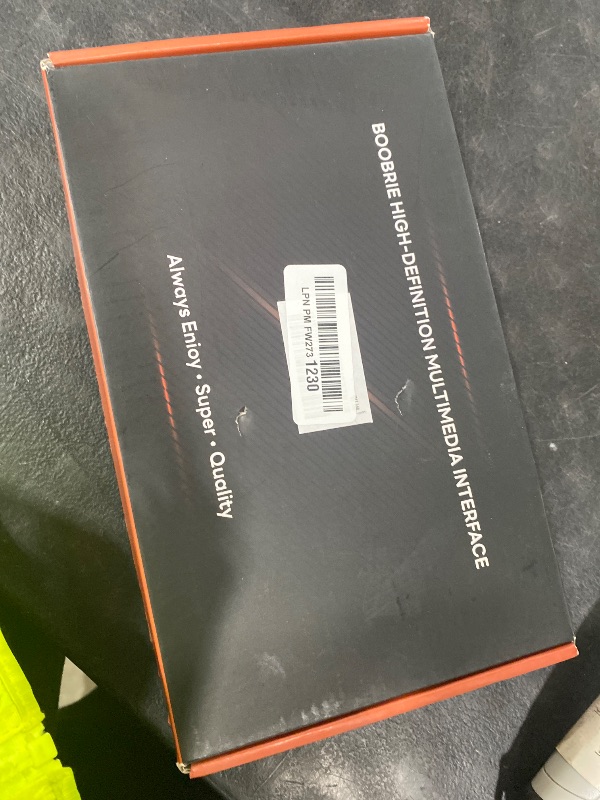 BOOBRIE HIGH-DEFINITION MULTIMEDIA INTERFACE
LPN PM FW273 1230
Always Enjoy • Super • Quality